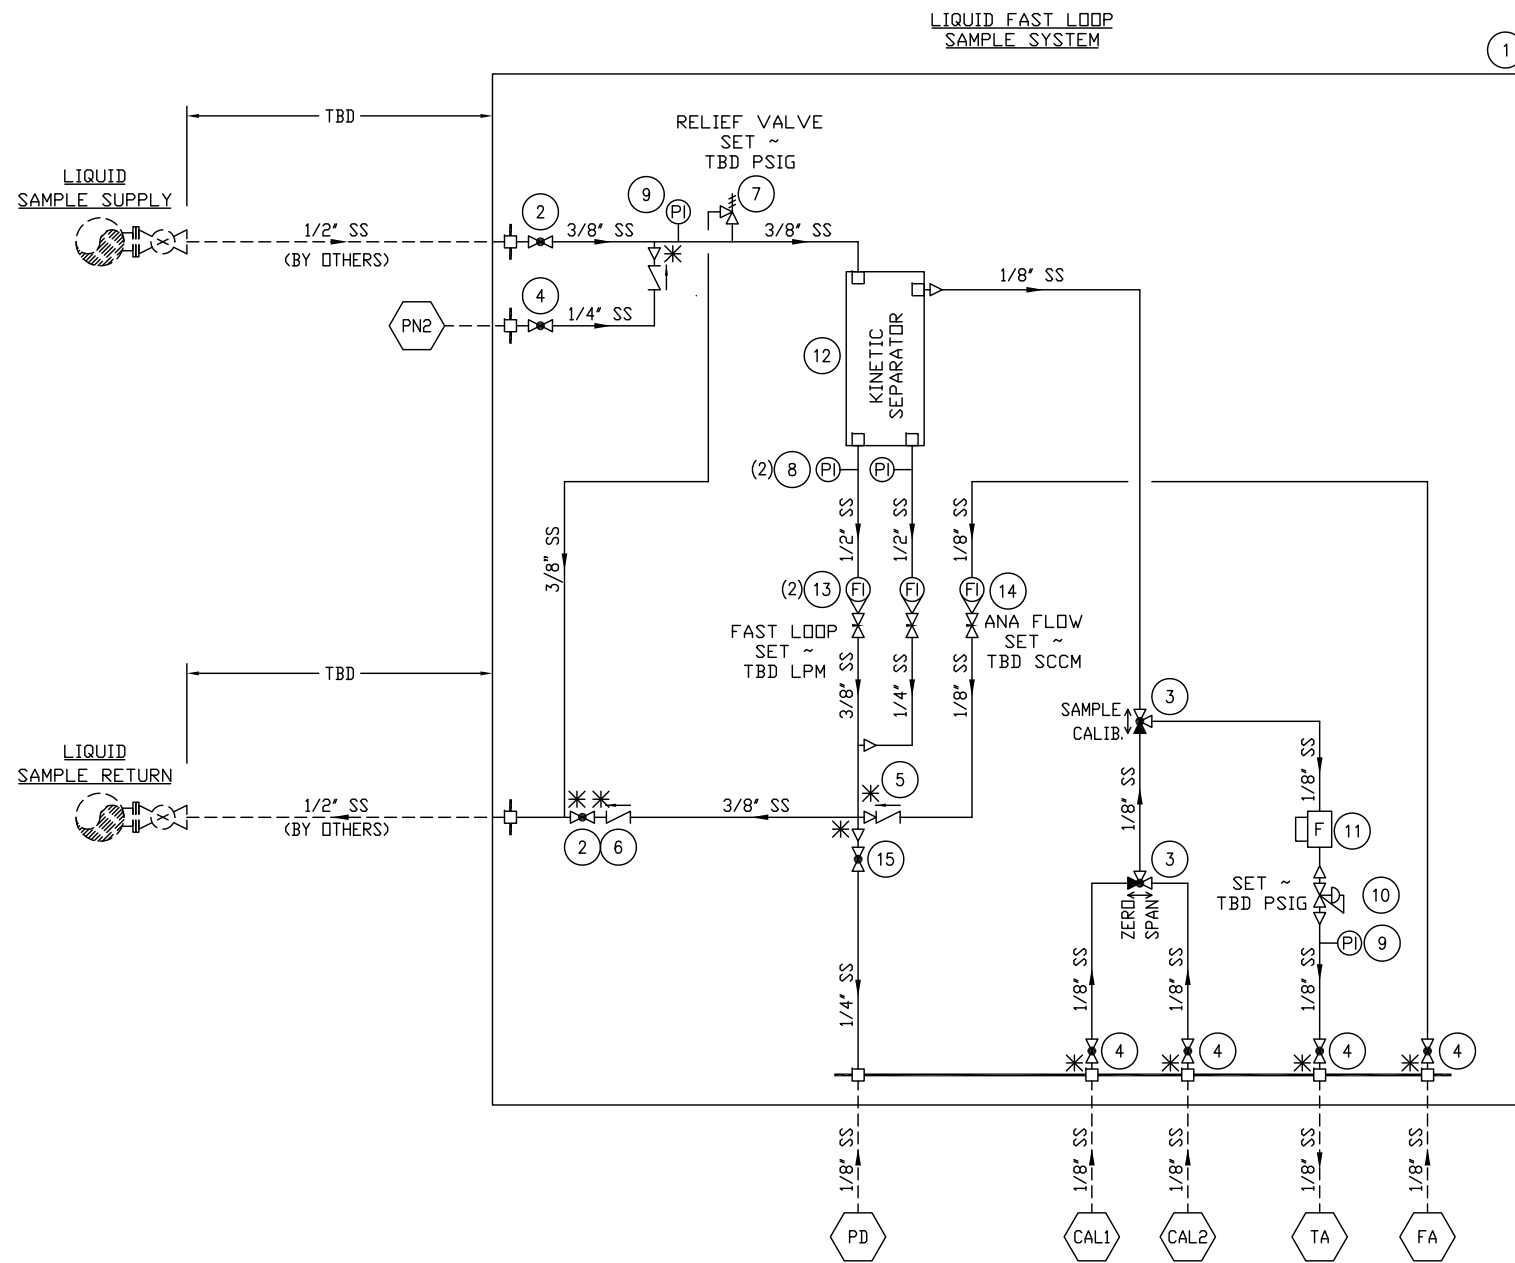 LIQUID FAST LOOP
SAMPLE SYSTEM
1
TBD
RELIEF VALVE
SET ~
TBD PSIG
LIQUID
SAMPLE SUPPLY
1/2" SS
(BY OTHERS)
2
3/8" SS
9
PI
7
3/8" SS
PN2
4
1/4" SS
1/8" SS
12
KINETIC
SEPARATOR
(2)
8
PI
PI
3/8" SS
1/2" SS
1/2" SS
1/8" SS
(2)
13
FI
FI
FI
14
FAST LOOP
SET ~
TBD LPM
ANA FLOW
SET ~
TBD SCCM
TBD
3/8" SS
1/4" SS
1/8" SS
SAMPLE
CALIB.
3
LIQUID
SAMPLE RETURN
1/2" SS
(BY OTHERS)
2
6
3/8" SS
5
15
1/8" SS
1/8" SS
F
11
3
ZERO
SPAN
SET ~
TBD PSIG
10
PI
9
1/4" SS
1/8" SS
1/8" SS
1/8" SS
4
4
4
4
1/8" SS
1/8" SS
1/8" SS
1/8" SS
1/8" SS
PD
CAL1
CAL2
TA
FA